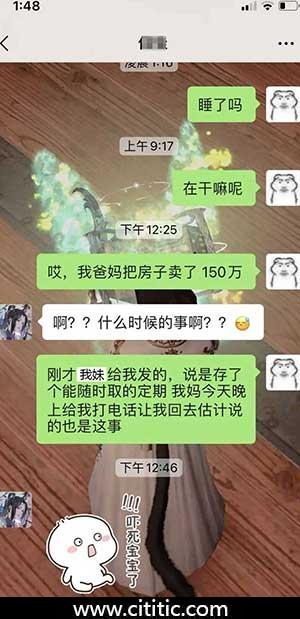 1:48
凌晨 1:16
睡了吗
上午 9:17
在干嘛呢
下午 12:25
哎，我爸妈把房子卖了 150万
啊？？什么时候的事啊？？
刚才 我妹 给我发的，说是存了
个能随时取的定期 我妈今天晚
上给我打电话让我回去估计说
的也是这事
下午 12:46
!!!
吓死宝宝了
www.cititic.com